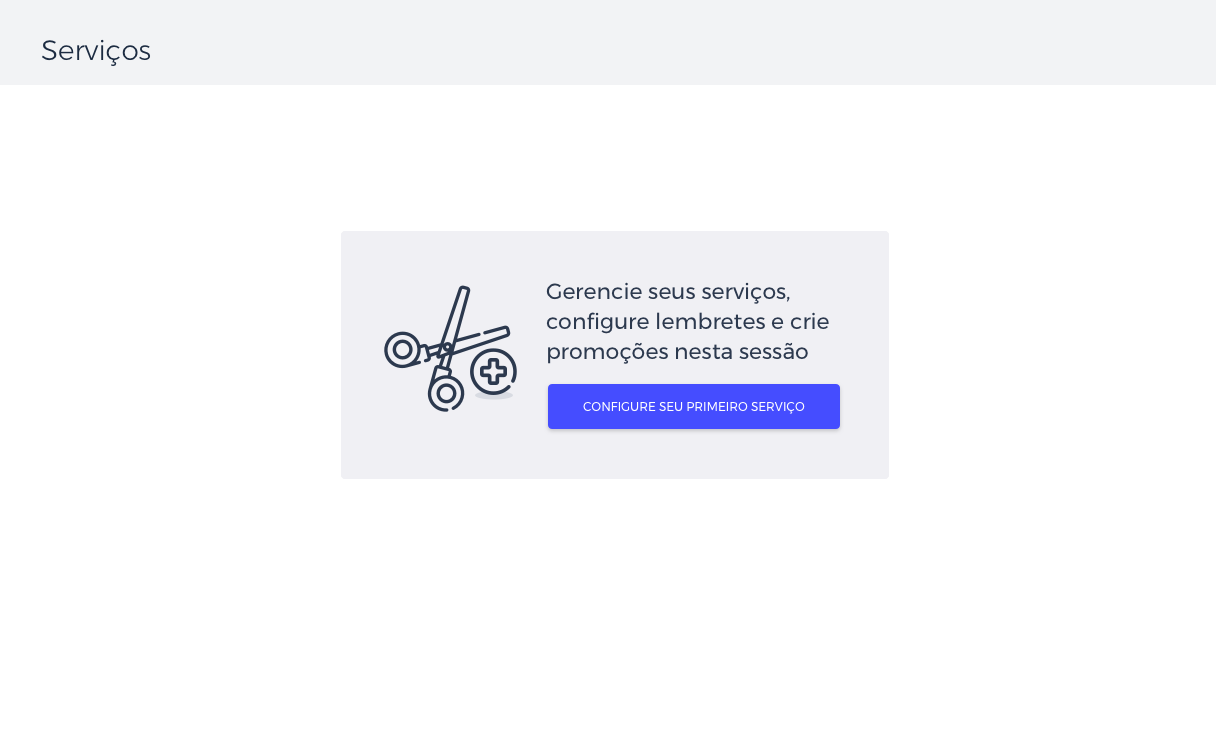 Serviços
Gerencie seus serviços,
configure lembretes e crie
promoções nesta sessão
CONFIGURE SEU PRIMEIRO SERVIÇO